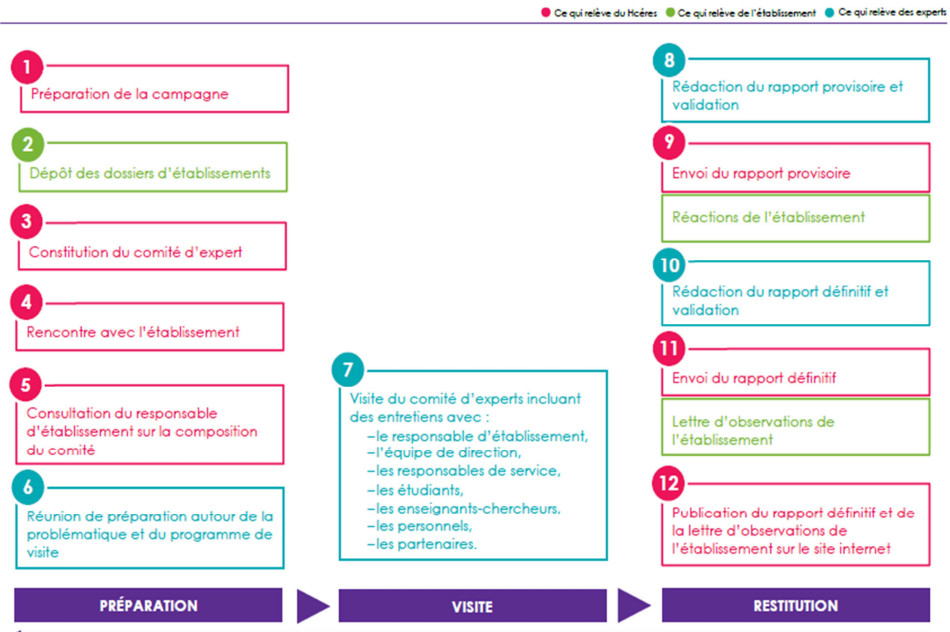 Ce qui relève du Hcéres Ce qui relève de l'établissement Ce qui relève des experts
1
Préparation de la campagne
2
Dépôt des dossiers d'établissements
3
Constitution du comité d'expert
4
Rencontre avec l'établissement
5
Consultation du responsable
d'établissement sur la composition
du comité
6
Réunion de préparation autour de la
problématique et du programme de
visite
PRÉPARATION
7
Visite du comité d'experts incluant
des entretiens avec :
–le responsable d'établissement,
–l'équipe de direction,
–les responsables de service,
–les étudiants,
–les enseignants-chercheurs,
–les personnels,
–les partenaires.
VISITE
8
Rédaction du rapport provisoire et
validation
9
Envoi du rapport provisoire
Réactions de l'établissement
10
Rédaction du rapport définitif et
validation
11
Envoi du rapport définitif
Lettre d'observations de
l'établissement
12
Publication du rapport définitif et de
la lettre d'observations de
l'établissement sur le site internet
RESTITUTION